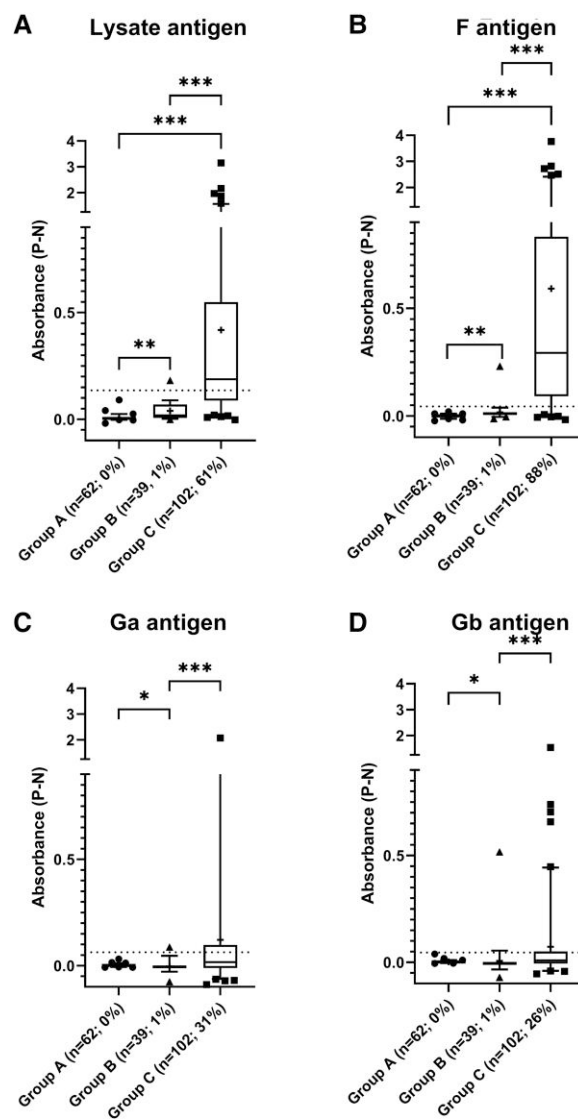 A
Lysate antigen
***
***
**
4
3
2
0.5
0.0
Absorbance (P-N)
Group A (n=62; 0%)
Group B (n=39; 1%)
Group C (n=102; 61%)
B
F antigen
***
***
**
4
3
2
1
0.5
0.0
Absorbance (P-N)
Group A (n=62; 0%)
Group B (n=39; 1%)
Group C (n=102; 88%)
C
Ga antigen
***
*
4
3
2
0.5
0.0
Absorbance (P-N)
Group A (n=62; 0%)
Group B (n=39; 1%)
Group C (n=102; 31%)
D
Gb antigen
***
*
4
3
2
1
0.5
0.0
Absorbance (P-N)
Group A (n=62; 0%)
Group B (n=39; 1%)
Group C (n=102; 26%)